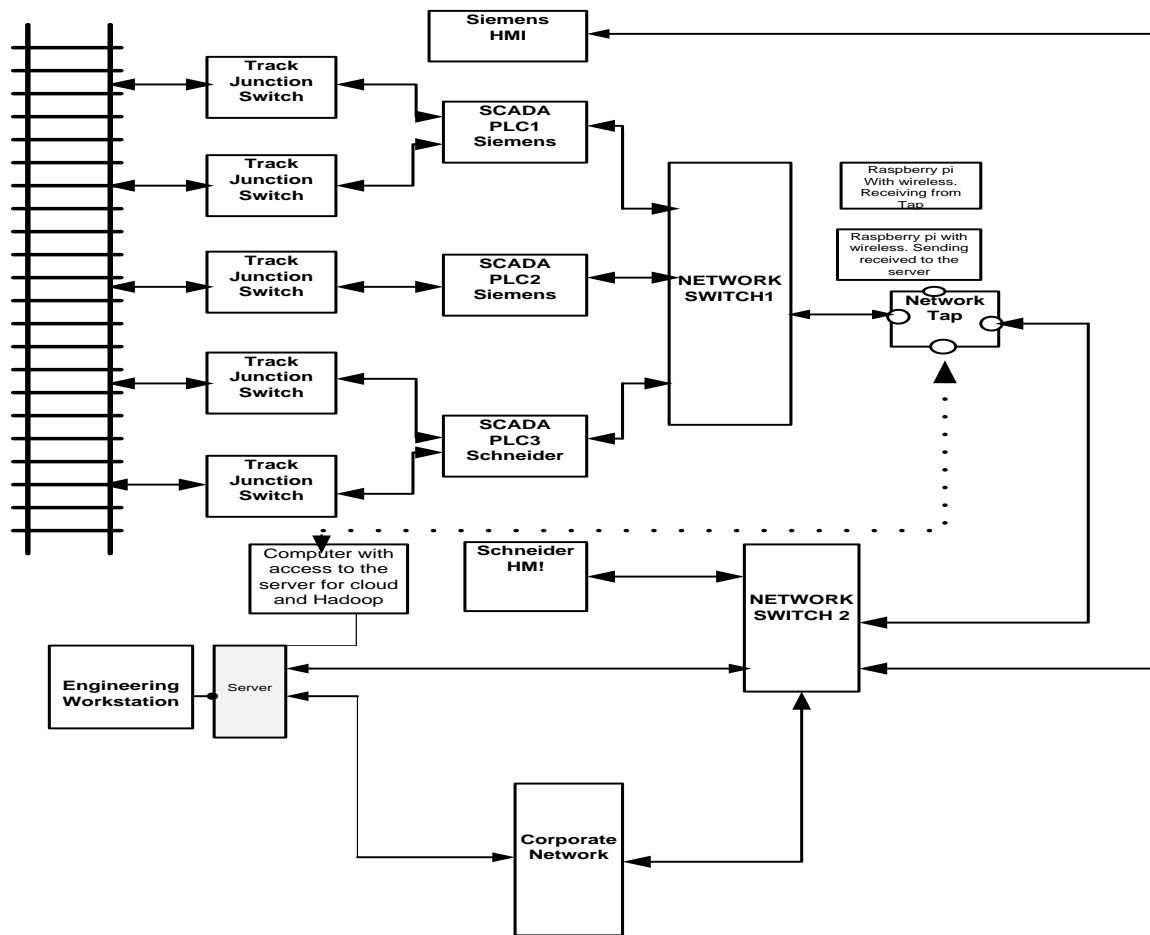 Siemens
HMI
Track
Junction
Switch
SCADA
PLC1
Siemens
Track
Junction
Switch
Raspberry pi
With wireless.
Receiving from
Tap
Raspberry pi with
wireless. Sending
received to the
server
Track
Junction
Switch
SCADA
PLC2
Siemens
NETWORK
SWITCH1
Network
Tap
Track
Junction
Switch
SCADA
PLC3
Schneider
Track
Junction
Switch
Computer with
access to the
server for cloud
and Hadoop
Schneider
HM!
NETWORK
SWITCH 2
Engineering
Workstation
Server
Corporate
Network